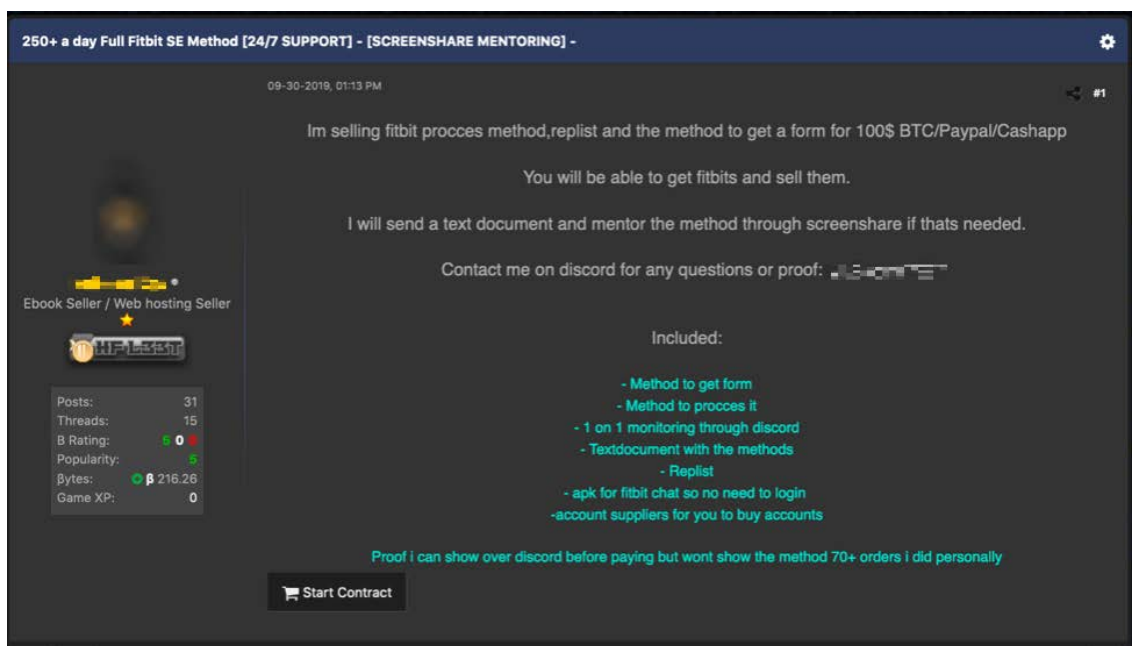 250+ a day Full Fitbit SE Method [24/7 SUPPORT] - [SCREENSHARE MENTORING] -
09-30-2019, 01:13 PM
#1
Im selling fitbit procces method,replist and the method to get a form for 100$ BTC/Paypal/Cashapp
You will be able to get fitbits and sell them.
I will send a text document and mentor the method through screenshare if thats needed.
Contact me on discord for any questions or proof:
Ebook Seller / Web hosting Seller
HF L33T
Posts: 31
Threads: 15
B Rating: 5 0
Popularity: 5
βytes: β 216.26
Game XP: 0
Included:
- Method to get form
- Method to procces it
- 1 on 1 monitoring through discord
- Textdocument with the methods
- Replist
- apk for fitbit chat so no need to login
-account suppliers for you to buy accounts
Proof i can show over discord before paying but wont show the method 70+ orders i did personally
Start Contract